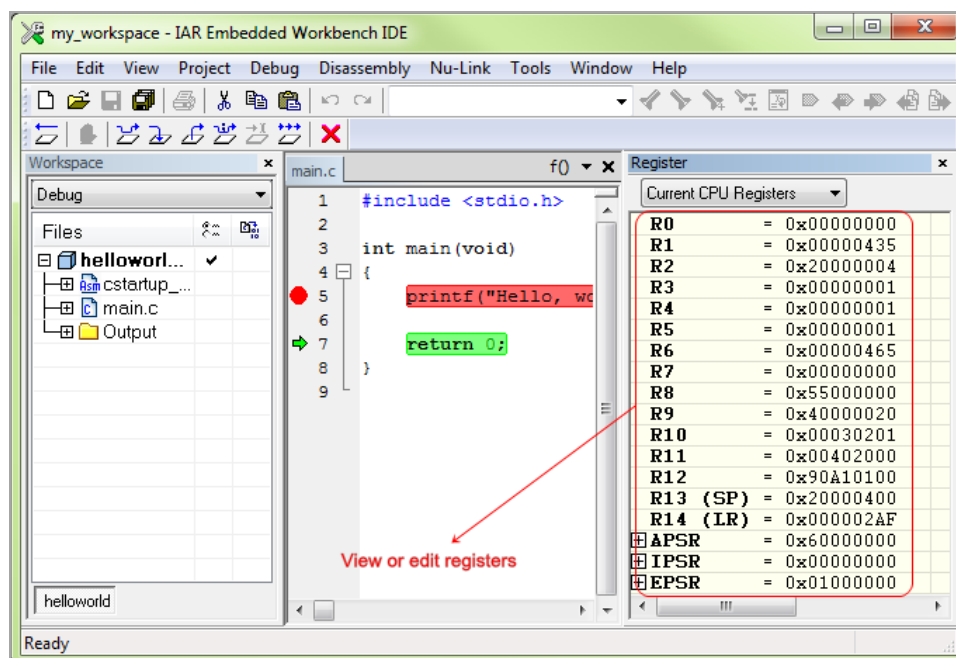 my_workspace - IAR Embedded Workbench IDE
File Edit View Project Debug Disassembly Nu-Link Tools Window Help
Workspace
Debug
Files
helloworl...
cstartup_...
main.c
Output
helloworld
main.c
f()
1 #include <stdio.h>
2
3 int main(void)
4 {
5 printf("Hello, wo
6
7 return 0;
8 }
9
View or edit registers
Register
Current CPU Registers
R0 = 0x00000000
R1 = 0x00000435
R2 = 0x20000004
R3 = 0x00000001
R4 = 0x00000001
R5 = 0x00000001
R6 = 0x00000465
R7 = 0x00000000
R8 = 0x55000000
R9 = 0x40000020
R10 = 0x00030201
R11 = 0x00402000
R12 = 0x90A10100
R13 (SP) = 0x20000400
R14 (LR) = 0x000002AF
APSR = 0x60000000
IPSR = 0x00000000
EPSR = 0x01000000
Ready